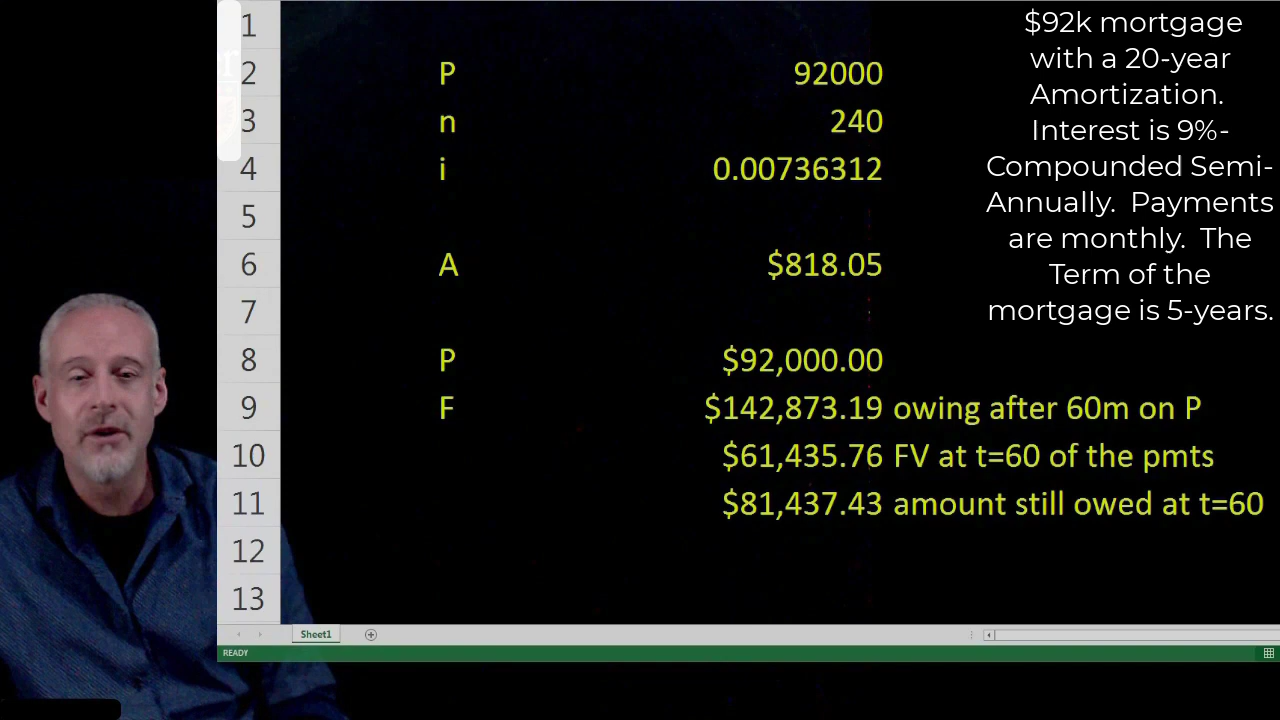 $92k mortgage
with a 20-year
Amortization.
Interest is 9%-
Compounded Semi-
Annually. Payments
are monthly. The
Term of the
mortgage is 5-years.
1
2 P 92000
3 n 240
4 i 0.00736312
5
6 A $818.05
7
8 P $92,000.00
9 F $142,873.19 owing after 60m on P
10 $61,435.76 FV at t=60 of the pmts
11 $81,437.43 amount still owed at t=60
12
13
Sheet1
READY